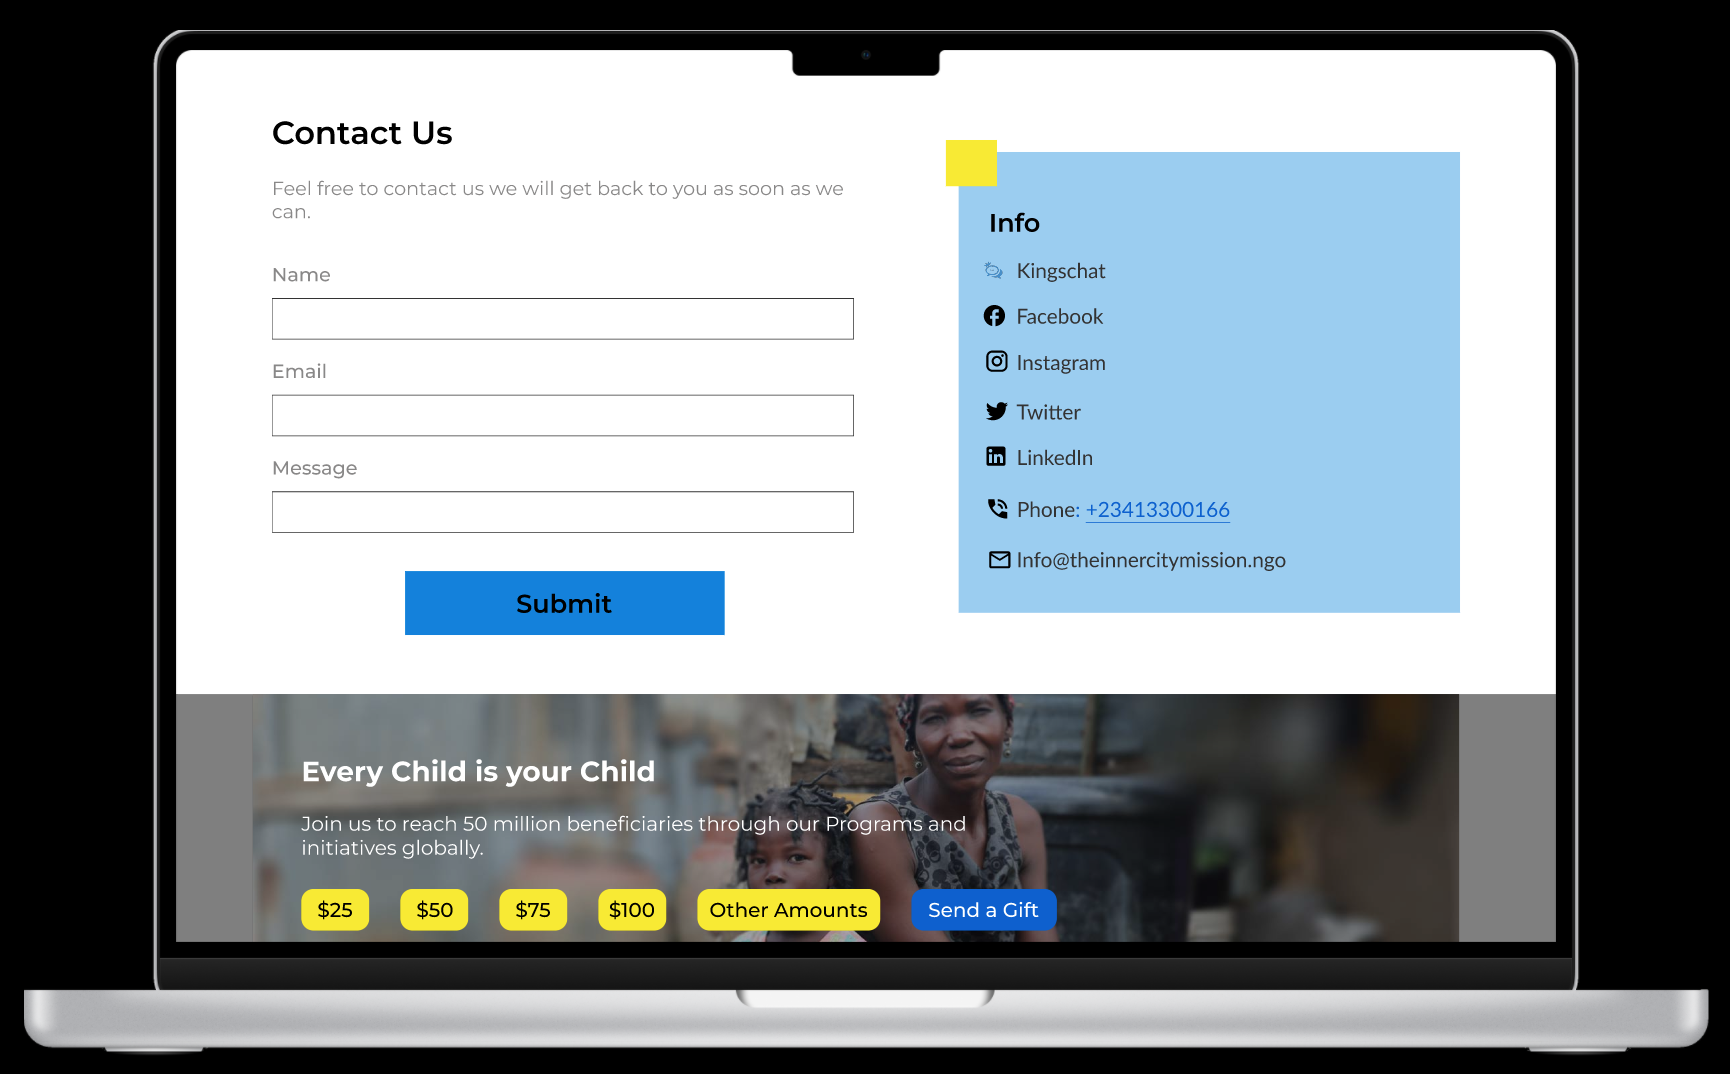 Contact Us
Feel free to contact us we will get back to you as soon as we
can.
Name
Email
Message
Submit
Info
Kingschat
Facebook
Instagram
Twitter
LinkedIn
Phone: +23413300166
Info@theinnercitymission.ngo
Every Child is your Child
Join us to reach 50 million beneficiaries through our Programs and
initiatives globally.
$25 $50 $75 $100 Other Amounts Send a Gift